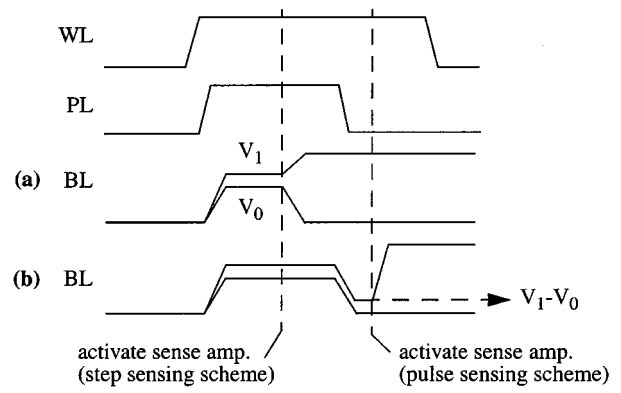 WL
PL
V1
(a) BL
V0
(b) BL
V1-V0
activate sense amp.
(step sensing scheme)
activate sense amp.
(pulse sensing scheme)